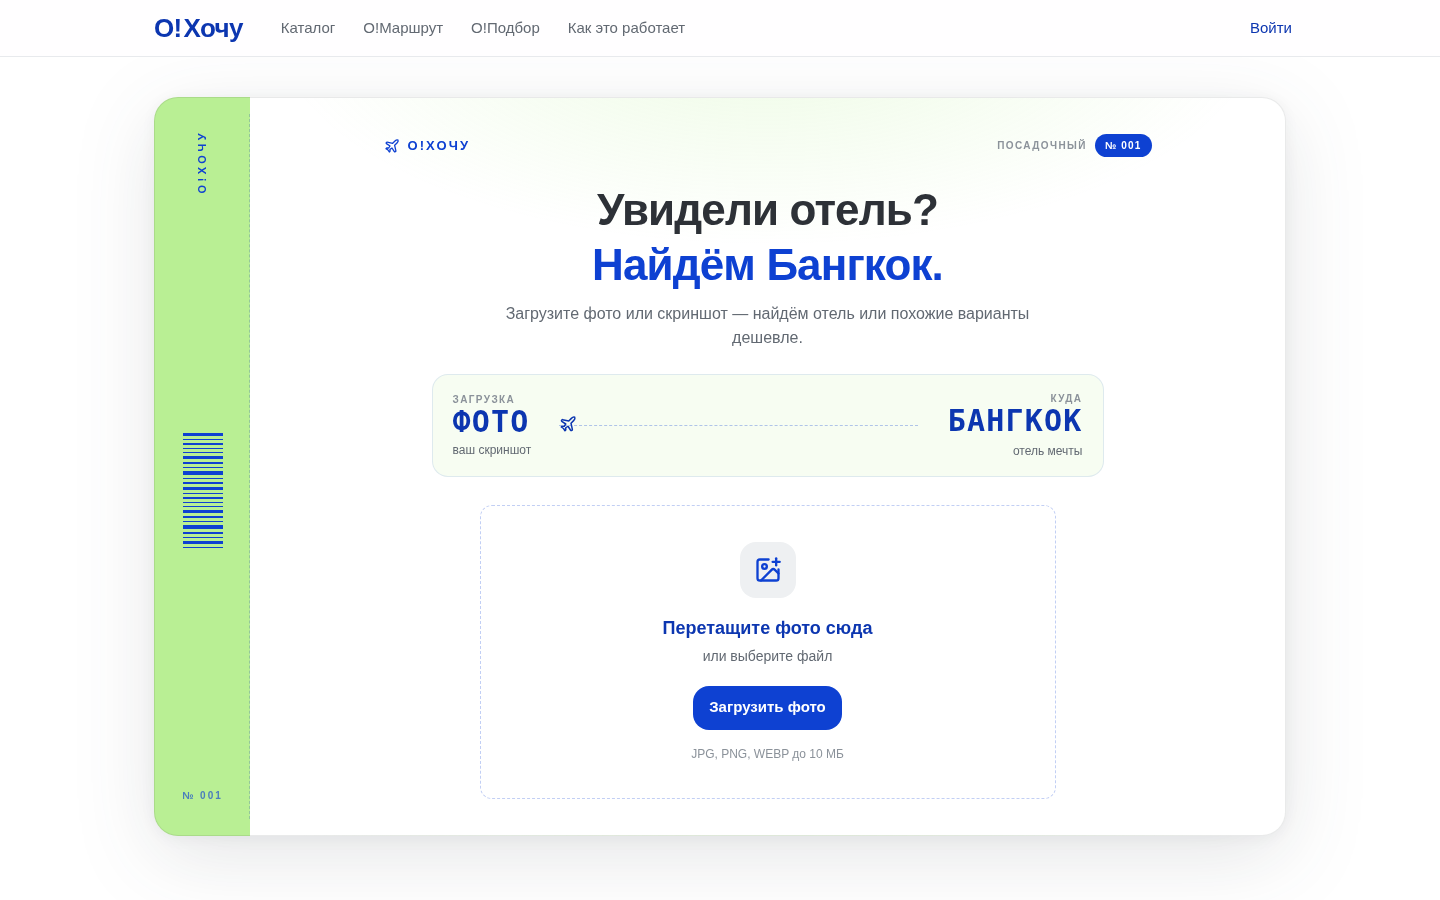 О!Хочу
Каталог
О!Маршрут
О!Подбор
Как это работает
Войти
О!ХОЧУ
№ 001
О!ХОЧУ
ПОСАДОЧНЫЙ
№ 001
Увидели отель?
Найдём Бангкок.
Загрузите фото или скриншот — найдём отель или похожие варианты
дешевле.
ЗАГРУЗКА
ФОТО
ваш скриншот
КУДА
БАНГКОК
отель мечты
Перетащите фото сюда
или выберите файл
Загрузить фото
JPG, PNG, WEBP до 10 МБ